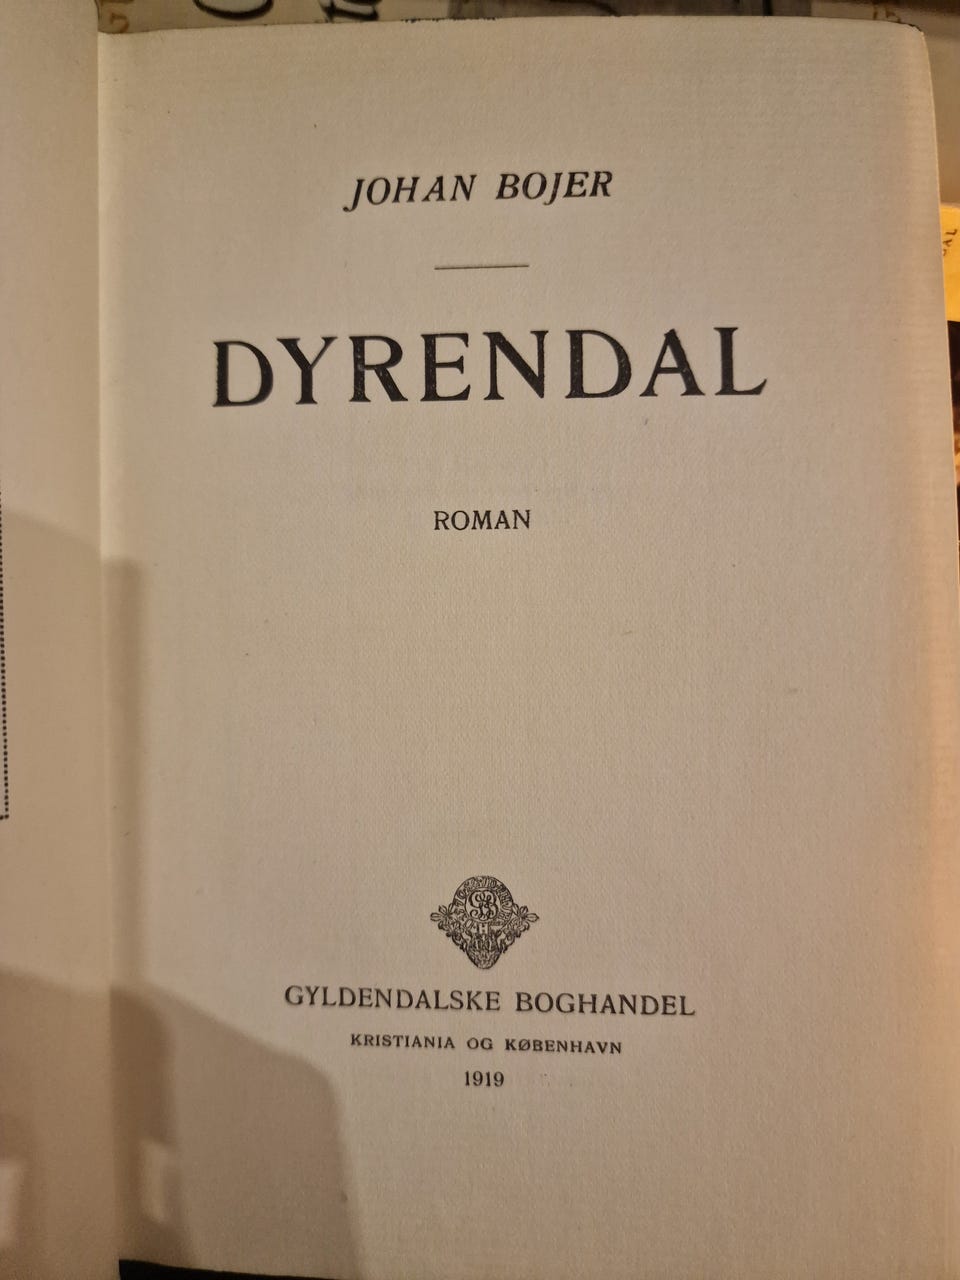 JOHAN BOJER
DYRENDAL
ROMAN
GYLDENDALSKE BOGHANDEL
KRISTIANIA OG KØBENHAVN
1919